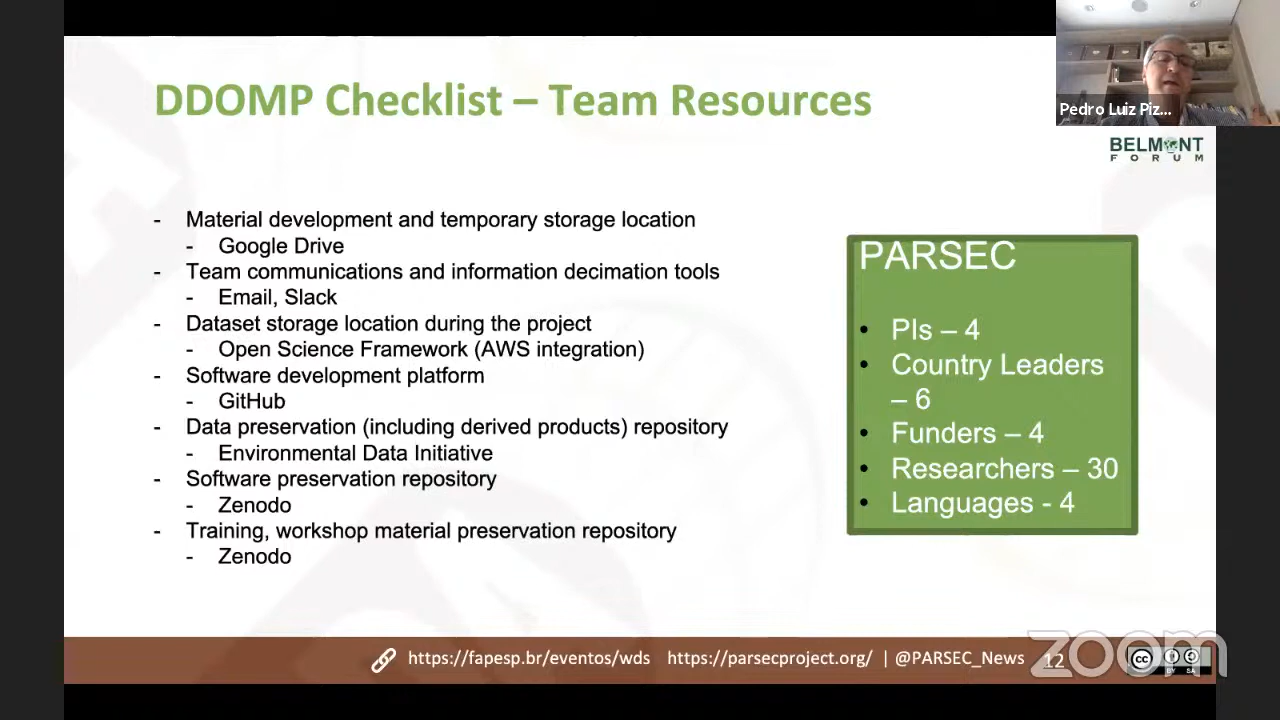 DDOMP Checklist – Team Resources
Pedro Luiz Piz...
BELMONT
FORUM
- Material development and temporary storage location
- Google Drive
- Team communications and information decimation tools
- Email, Slack
- Dataset storage location during the project
- Open Science Framework (AWS integration)
- Software development platform
- GitHub
- Data preservation (including derived products) repository
- Environmental Data Initiative
- Software preservation repository
- Zenodo
- Training, workshop material preservation repository
- Zenodo
PARSEC
• PIs – 4
• Country Leaders
– 6
• Funders – 4
• Researchers – 30
• Languages - 4
https://fapesp.br/eventos/wds https://parsecproject.org/ | @PARSEC_News 12
zoom
cc BY SA